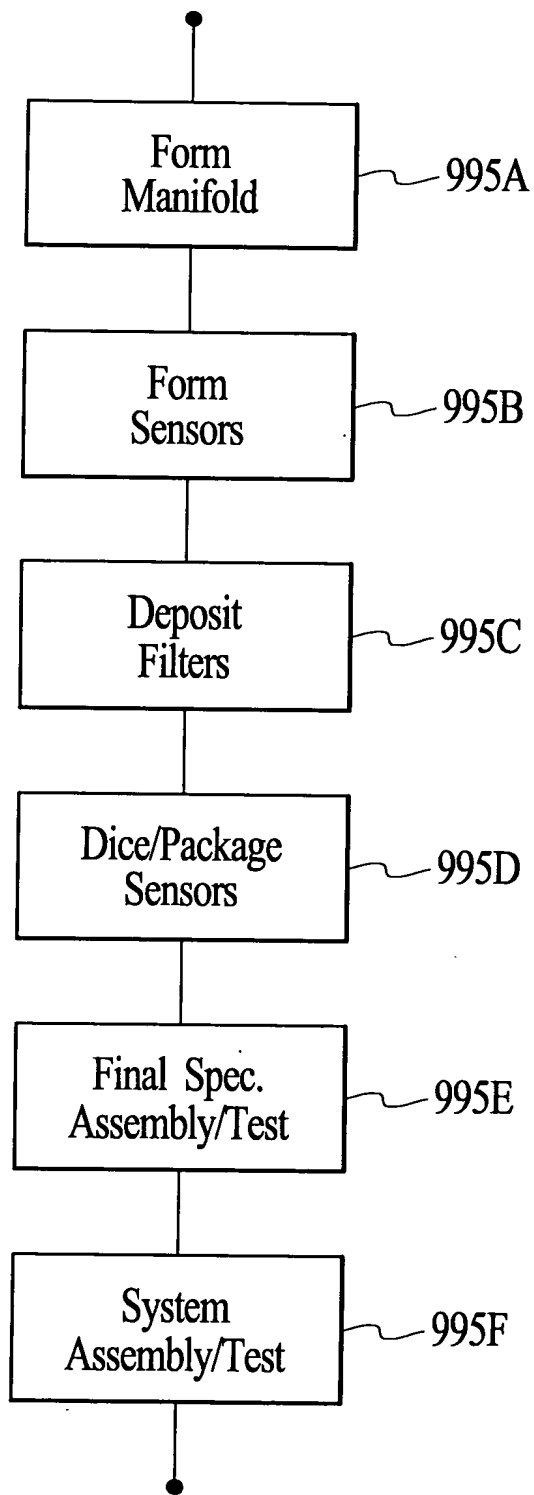 Form
Manifold
995A
Form
Sensors
995B
Deposit
Filters
995C
Dice/Package
Sensors
995D
Final Spec.
Assembly/Test
995E
System
Assembly/Test
995F